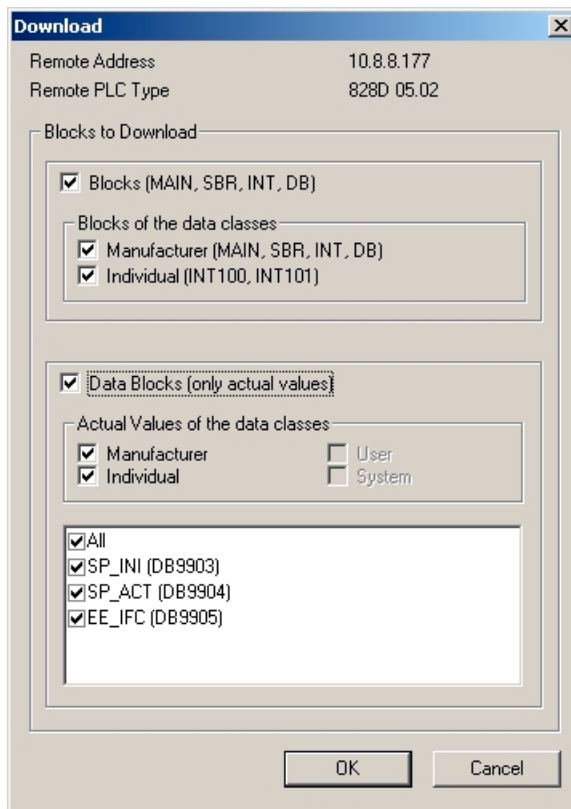 Download
Remote Address 10.8.8.177
Remote PLC Type 828D 05.02
Blocks to Download
Blocks (MAIN, SBR, INT, DB)
Blocks of the data classes
Manufacturer (MAIN, SBR, INT, DB)
Individual (INT100, INT101)
Data Blocks (only actual values)
Actual Values of the data classes
Manufacturer User
Individual System
All
SP_INI (DB9903)
SP_ACT (DB9904)
EE_IFC (DB9905)
OK Cancel